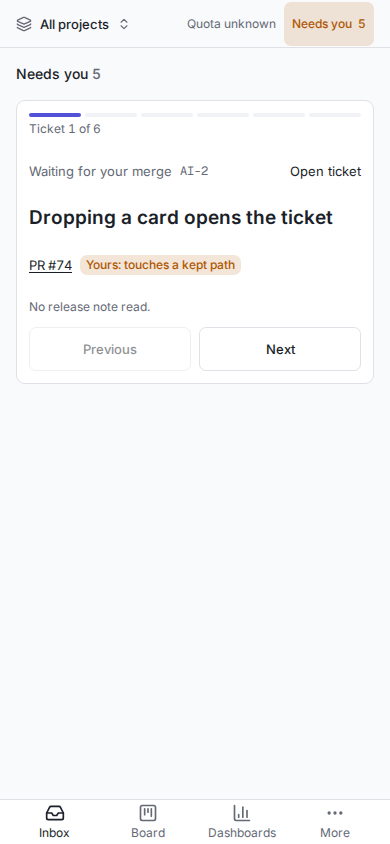 All projects
Quota unknown
Needs you 5
Needs you 5
Ticket 1 of 6
Waiting for your merge AI-2
Open ticket
Dropping a card opens the ticket
PR #74 Yours: touches a kept path
No release note read.
Previous
Next
Inbox
Board
Dashboards
More